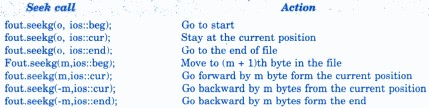 Seek call Action
fout.seekg(o, ios::beg); Go to start
fout.seekg(o, ios::cur); Stay at the current position
fout.seekg(o, ios::end); Go to the end of file
Fout.seekg(m,ios::beg); Move to (m + 1)th byte in the file
fout.seekg(m,ios::cur); Go forward by m byte form the current position
fout.seekg(-m,ios::cur); Go backward by m bytes from the current position
fout.seekg(-m,ios::end); Go backward by m byte form the end